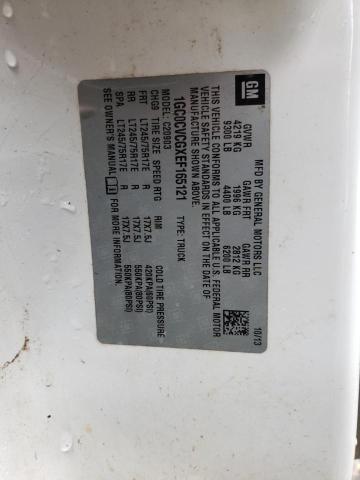 GM
MFD BY GENERAL MOTORS LLC
10/13
GVWR GAWR FRT GAWR RR
4219 KG 1996 KG 2812 KG
9300 LB 4400 LB 6200 LB
THIS VEHICLE CONFORMS TO ALL APPLICABLE U.S. FEDERAL MOTOR
VEHICLE SAFETY STANDARDS IN EFFECT ON THE DATE OF
MANUFACTURE SHOWN ABOVE.
1GC0CVCGXEF165121 TYPE: TRUCK
C20903
CHG9 TIRE SIZE SPEED RTG RIM COLD TIRE PRESSURE
FRT LT245/75R17E R 17X7.5J 420KPA(60PSI)
RR LT245/75R17E R 17X7.5J 550KPA(80PSI)
SPA LT245/75R17E R 17X7.5J 550KPA(80PSI)
SEE OWNER'S MANUAL